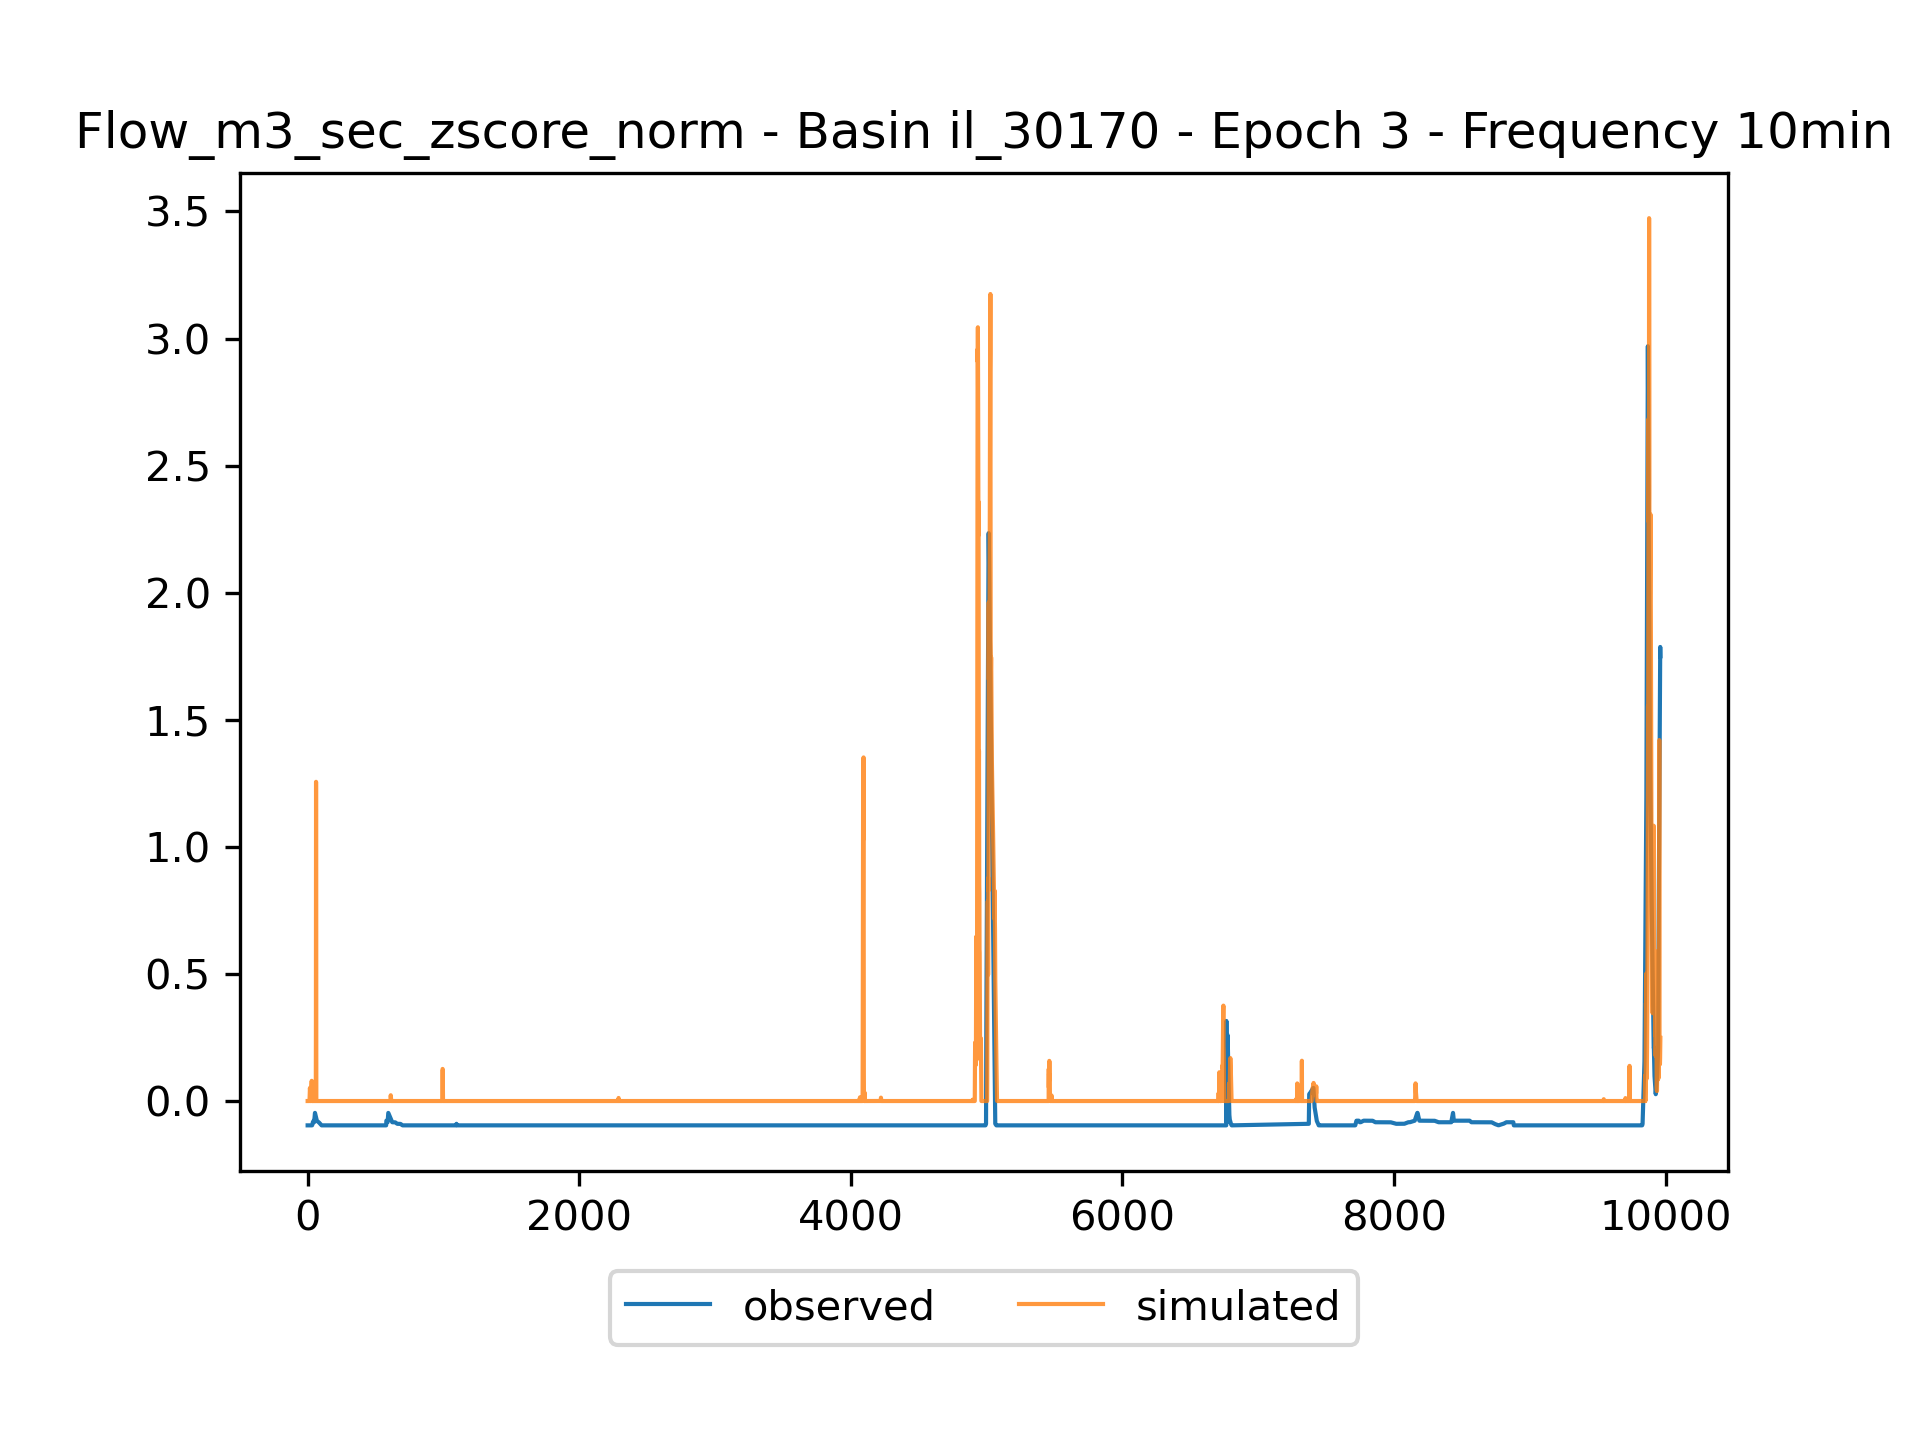 Flow_m3_sec_zscore_norm - Basin il_30170 - Epoch 3 - Frequency 10min
3.5
3.0
2.5
2.0
1.5
1.0
0.5
0.0
0 2000 4000 6000 8000 10000
observed simulated